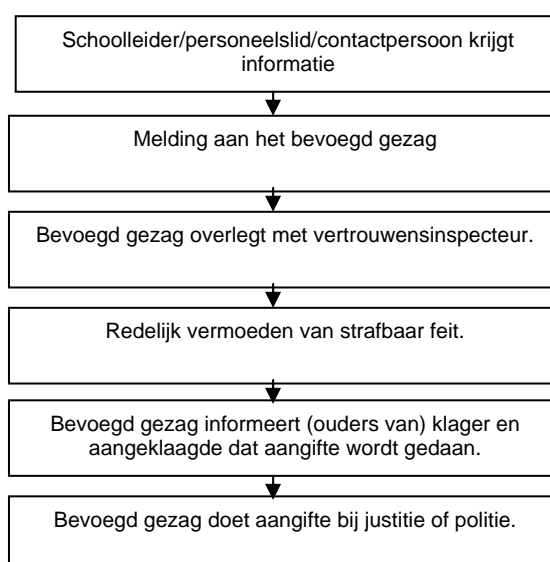 Schoolleider/personeelslid/contactpersoon krijgt
informatie
Melding aan het bevoegd gezag
Bevoegd gezag overlegt met vertrouwensinspecteur.
Redelijk vermoeden van strafbaar feit.
Bevoegd gezag informeert (ouders van) klager en
aangeklaagde dat aangifte wordt gedaan.
Bevoegd gezag doet aangifte bij justitie of politie.